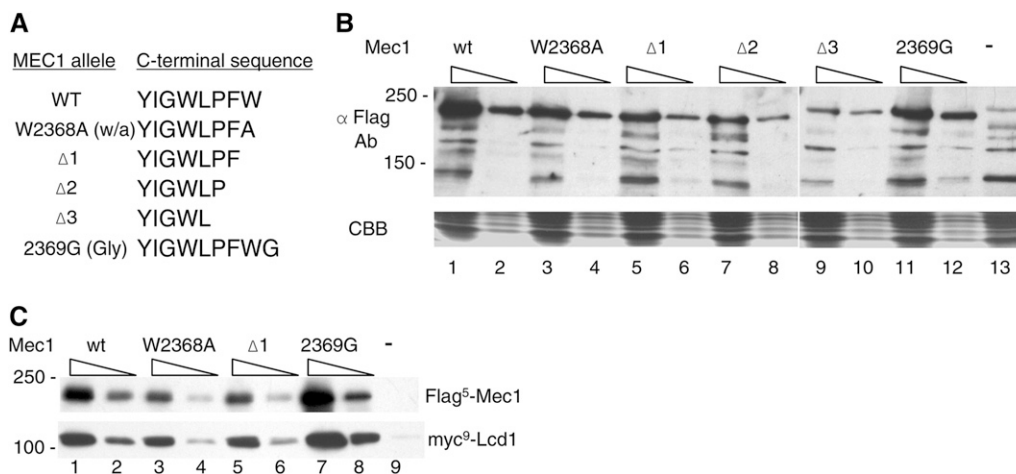 A
MEC1 allele C-terminal sequence
WT YIGWLPFW
W2368A (w/a) YIGWLPFA
Δ1 YIGWLPF
Δ2 YIGWLP
Δ3 YIGWL
2369G (Gly) YIGWLPFWG
B
Mec1 wt W2368A Δ1 Δ2 Δ3 2369G -
250 -
α Flag
Ab
150 -
CBB
1 2 3 4 5 6 7 8 9 10 11 12 13
C
Mec1 wt W2368A Δ1 2369G -
250 -
Flag⁵-Mec1
myc⁹-Lcd1
100 -
1 2 3 4 5 6 7 8 9